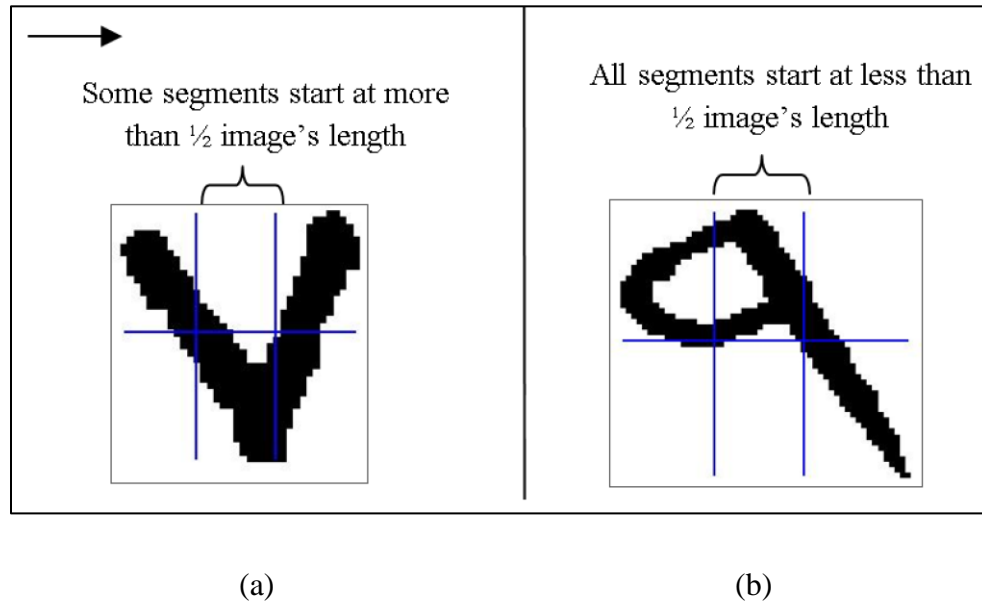 Some segments start at more
than ½ image's length
All segments start at less than
½ image's length
(a)
(b)